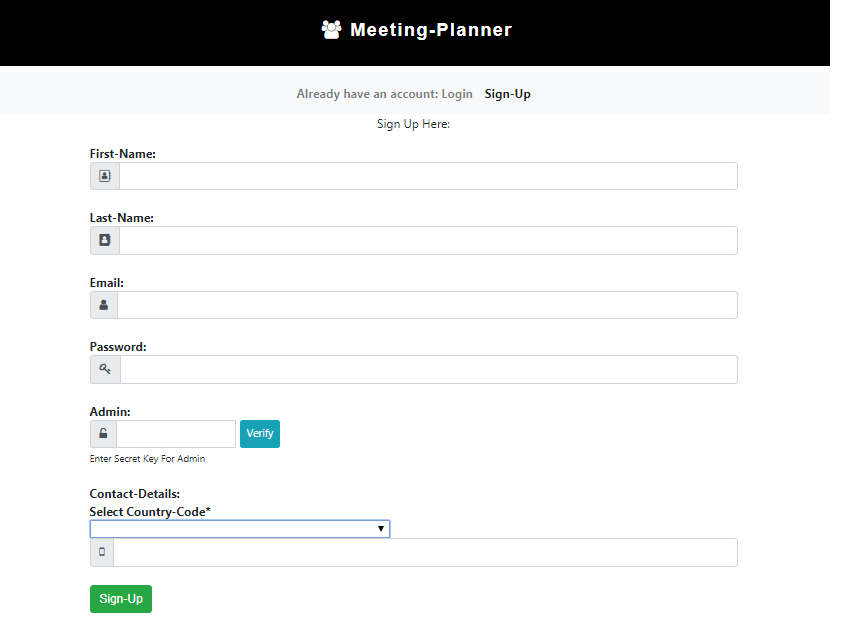 Meeting-Planner
Already have an account: Login Sign-Up
Sign Up Here:
First-Name:
Last-Name:
Email:
Password:
Admin:
Verify
Enter Secret Key For Admin
Contact-Details:
Select Country-Code*
Sign-Up